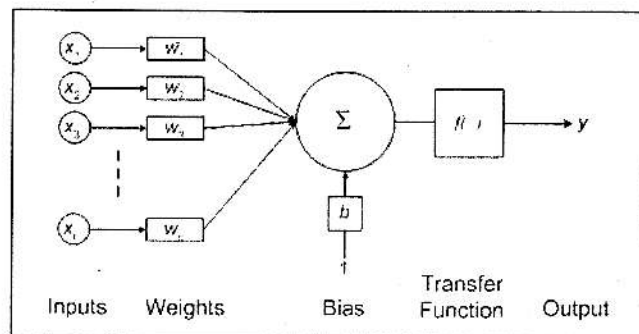 x₁ w₁
x₂ w₂
x₃ w₃
Σ
f( )
y
xᵢ wᵢ
b
1
Inputs Weights Bias Transfer Function Output